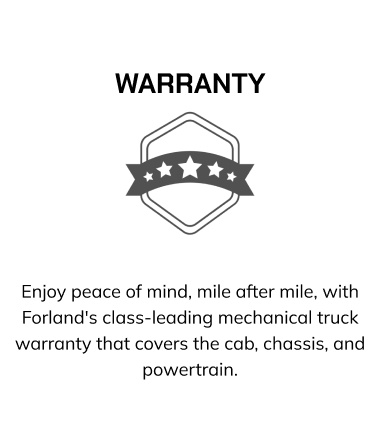 WARRANTY
Enjoy peace of mind, mile after mile, with
Forland's class-leading mechanical truck
warranty that covers the cab, chassis, and
powertrain.